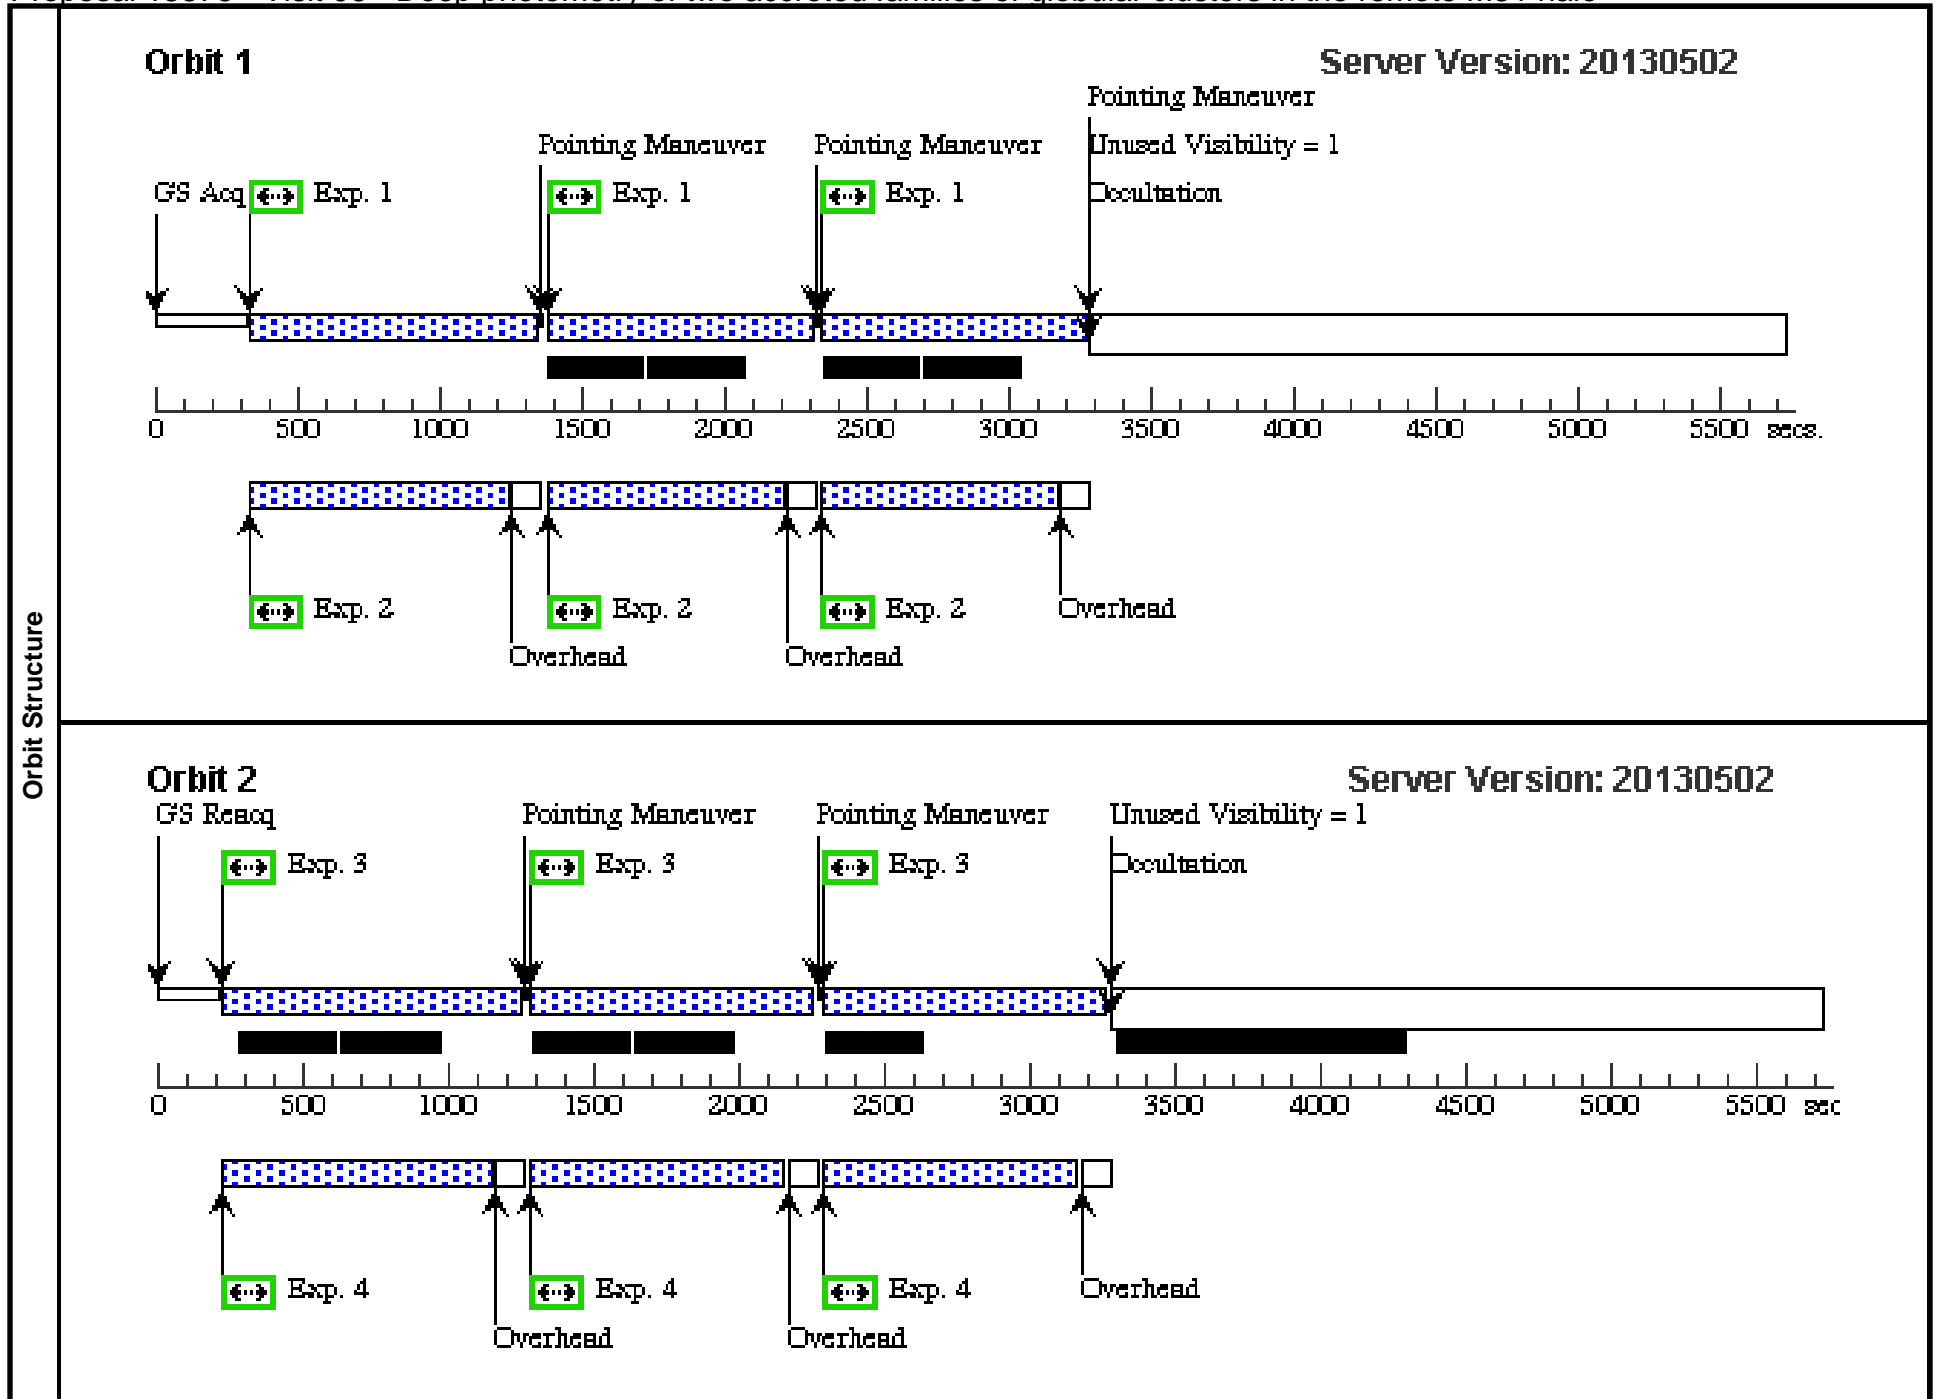 Orbit Structure
Orbit 1
Server Version: 20130502
Pointing Maneuver
Pointing Maneuver
Pointing Maneuver
Unused Visibility = 1
GS Acq
Exp. 1
Exp. 1
Exp. 1
Occultation
0 500 1000 1500 2000 2500 3000 3500 4000 4500 5000 5500 secs.
Exp. 2
Exp. 2
Exp. 2
Overhead
Overhead
Overhead
Orbit 2
Server Version: 20130502
GS Reacq
Pointing Maneuver
Pointing Maneuver
Unused Visibility = 1
Exp. 3
Exp. 3
Exp. 3
Occultation
0 500 1000 1500 2000 2500 3000 3500 4000 4500 5000 5500 sec
Exp. 4
Exp. 4
Exp. 4
Overhead
Overhead
Overhead